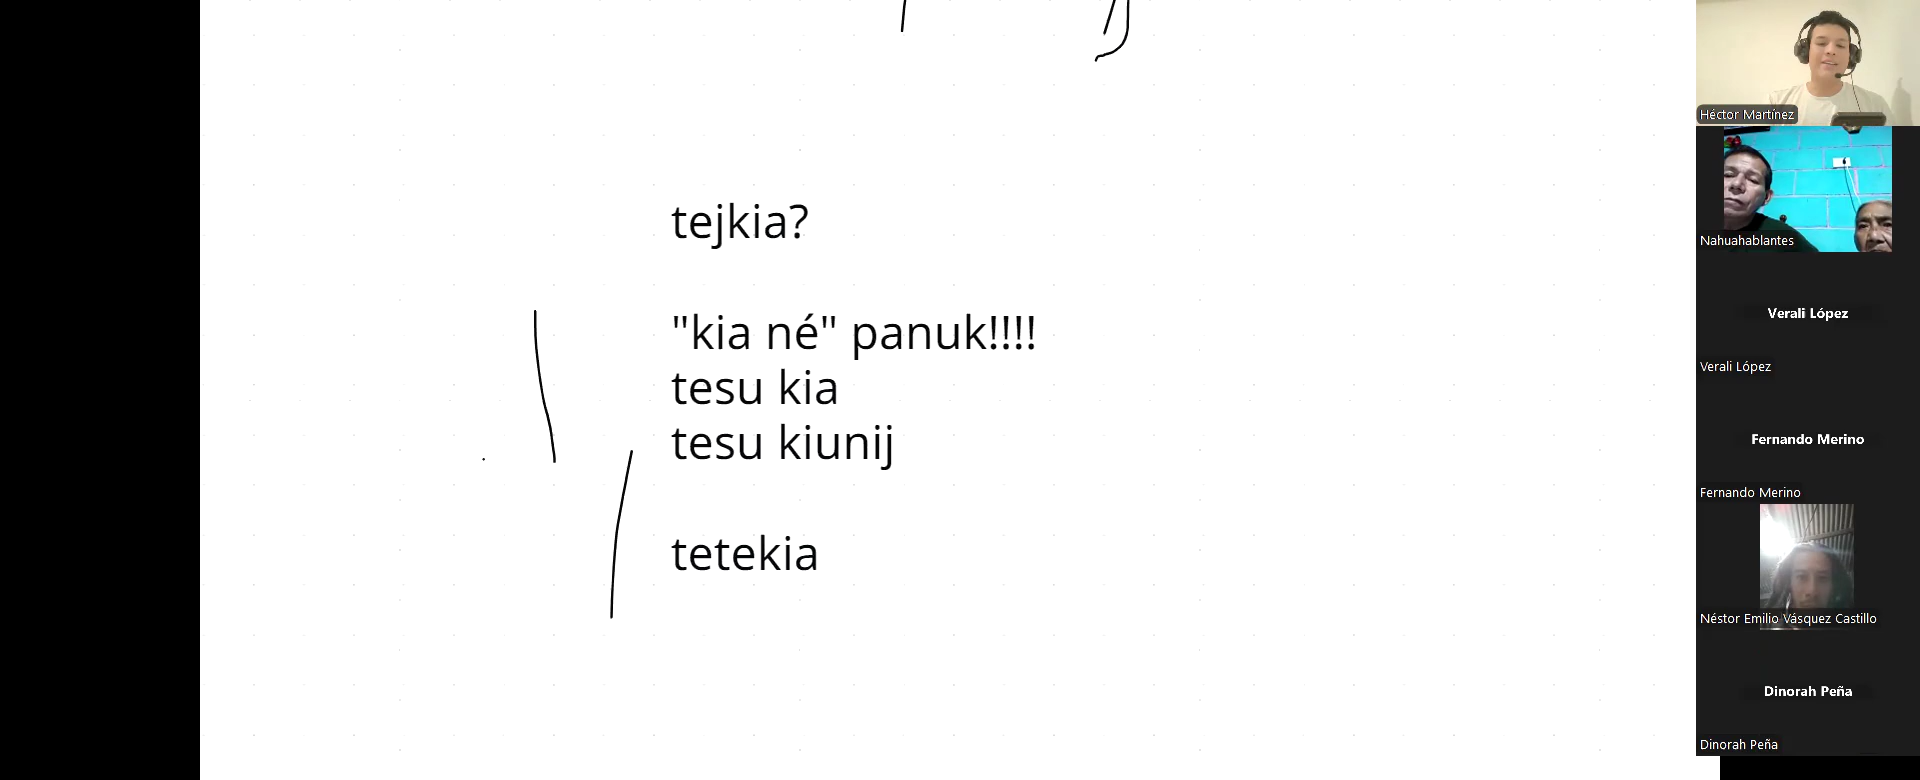 tejkia?
"kia né" panuk!!!!
tesu kia
tesu kiunij
tetekia
Héctor Martínez
Nahuahablantes
Verali López
Verali López
Fernando Merino
Fernando Merino
Néstor Emilio Vásquez Castillo
Dinorah Peña
Dinorah Peña